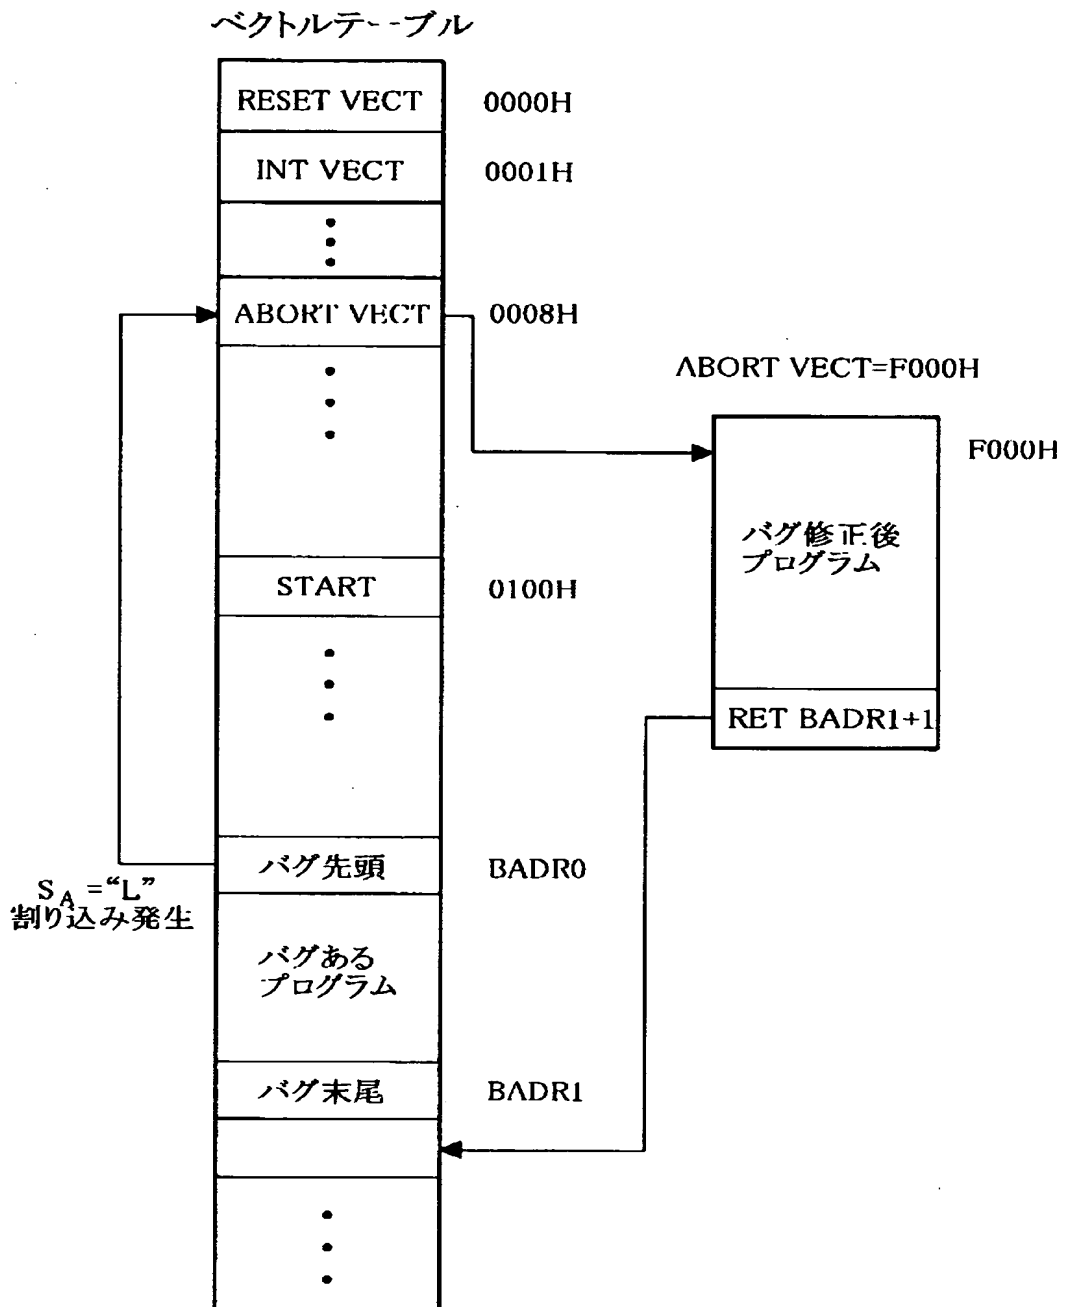 ベクトルテーブル
RESET VECT 0000H
INT VECT 0001H
ABORT VECT 0008H
ABORT VECT=F000H
F000H
バグ修正後
プログラム
START 0100H
RET BADR1+1
バグ先頭 BADR0
SA="L"
割り込み発生
バグある
プログラム
バグ末尾 BADR1